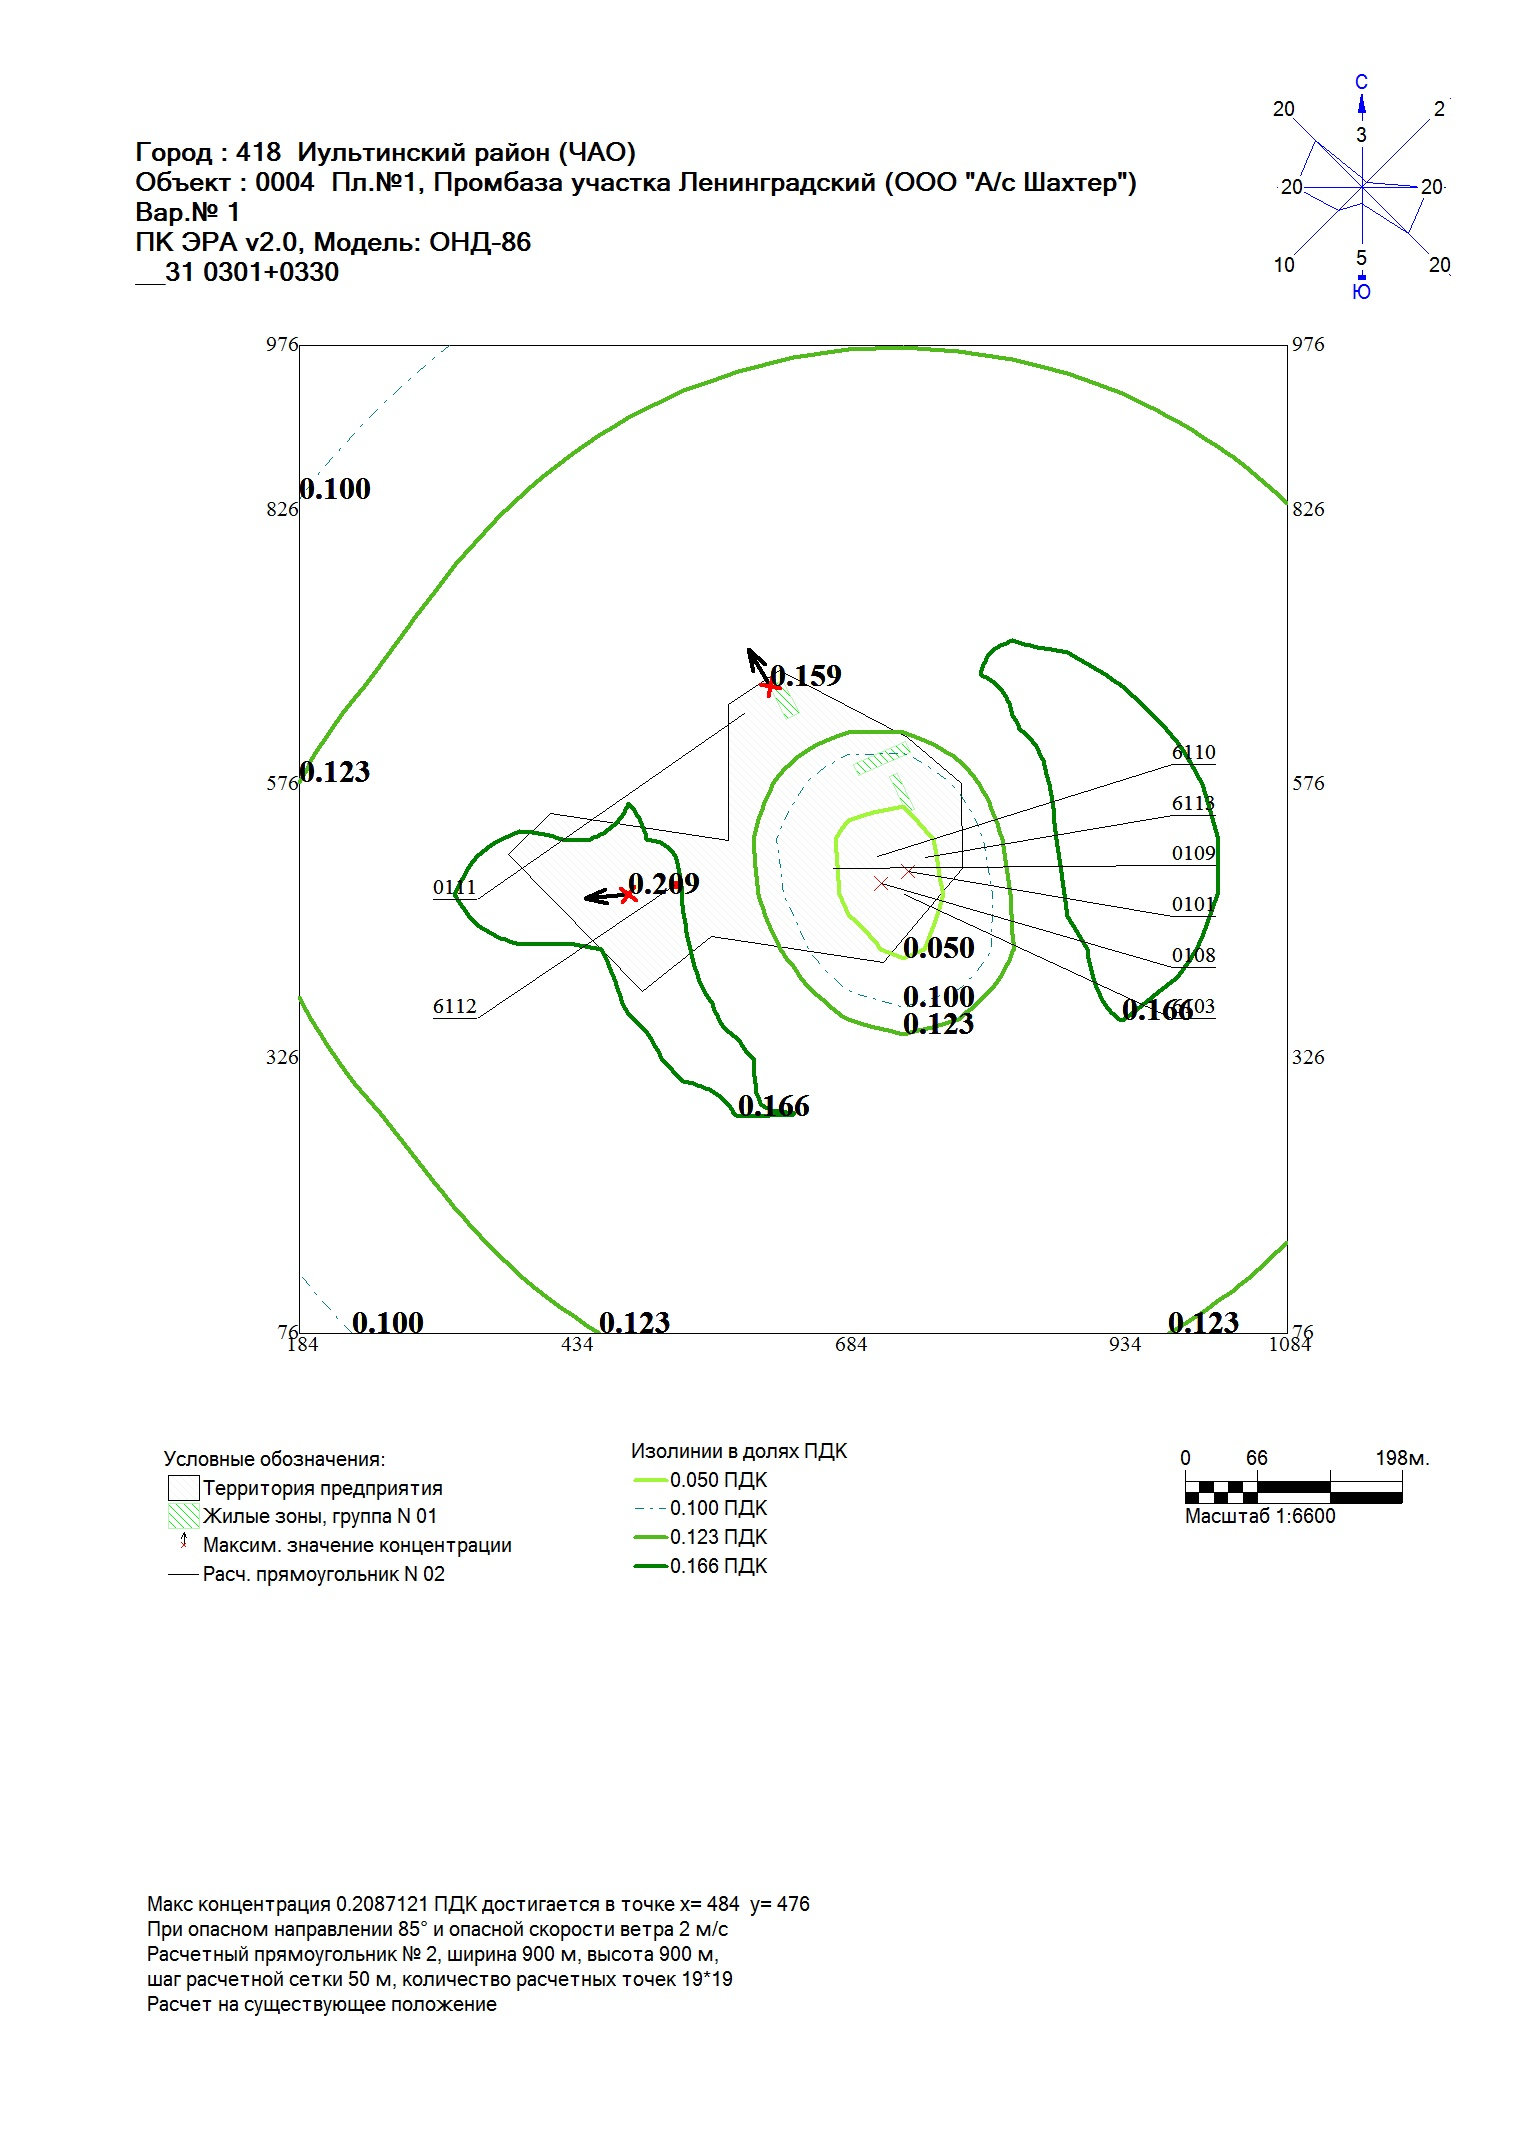 С
20
2
3
20
20
10
5
20
Ю
Город : 418  Иультинский район (ЧАО)
Объект : 0004  Пл.№1, Промбаза участка Ленинградский (ООО "А/с Шахтер")
Вар.№ 1
ПК ЭРА v2.0, Модель: ОНД-86
__31 0301+0330
976
976
0.100
826
826
0.159
6110
0.123
576
576
6113
0109
0111
0.209
0101
0.050
0108
0.100
6112
0.166
6103
0.123
326
326
0.166
0.100
0.123
0.123
76
76
184
434
684
934
1084
Условные обозначения:
Территория предприятия
Жилые зоны, группа N 01
Максим. значение концентрации
Расч. прямоугольник N 02
Изолинии в долях ПДК
0.050 ПДК
0.100 ПДК
0.123 ПДК
0.166 ПДК
0 66 198м.
Масштаб 1:6600
Макс концентрация 0.2087121 ПДК достигается в точке x= 484  y= 476
При опасном направлении 85° и опасной скорости ветра 2 м/с
Расчетный прямоугольник № 2, ширина 900 м, высота 900 м,
шаг расчетной сетки 50 м, количество расчетных точек 19*19
Расчет на существующее положение